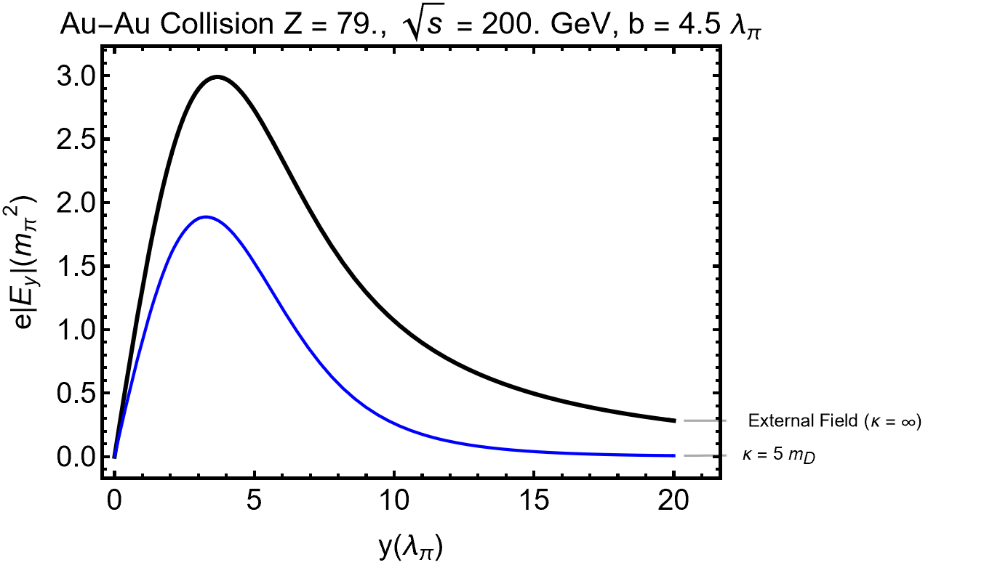 Au–Au Collision Z = 79., √s = 200. GeV, b = 4.5 λπ
e|Ey|(mπ²)
3.0
2.5
2.0
1.5
1.0
0.5
0.0
External Field (κ = ∞)
κ = 5 mD
0 5 10 15 20
y(λπ)